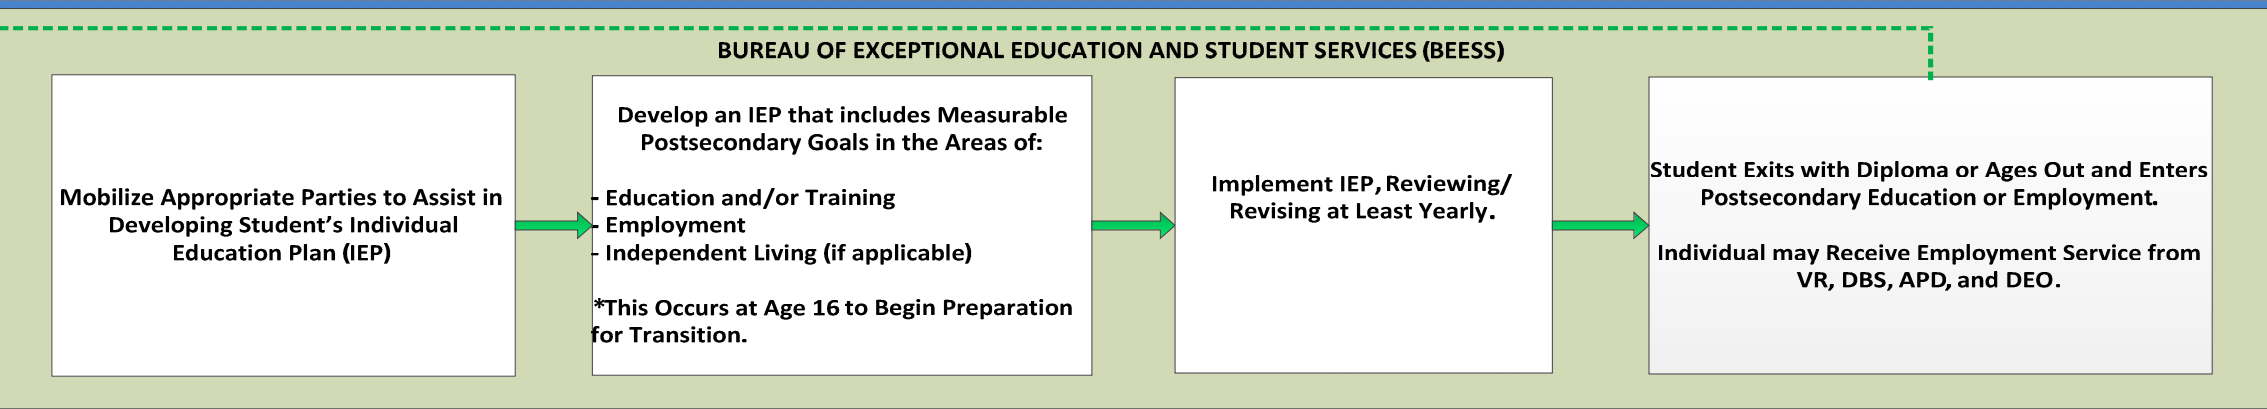 BUREAU OF EXCEPTIONAL EDUCATION AND STUDENT SERVICES (BEESS)
Mobilize Appropriate Parties to Assist in
Developing Student's Individual
Education Plan (IEP)
Develop an IEP that includes Measurable
Postsecondary Goals in the Areas of:
- Education and/or Training
- Employment
- Independent Living (if applicable)
*This Occurs at Age 16 to Begin Preparation
for Transition.
Implement IEP, Reviewing/
Revising at Least Yearly.
Student Exits with Diploma or Ages Out and Enters
Postsecondary Education or Employment.
Individual may Receive Employment Service from
VR, DBS, APD, and DEO.